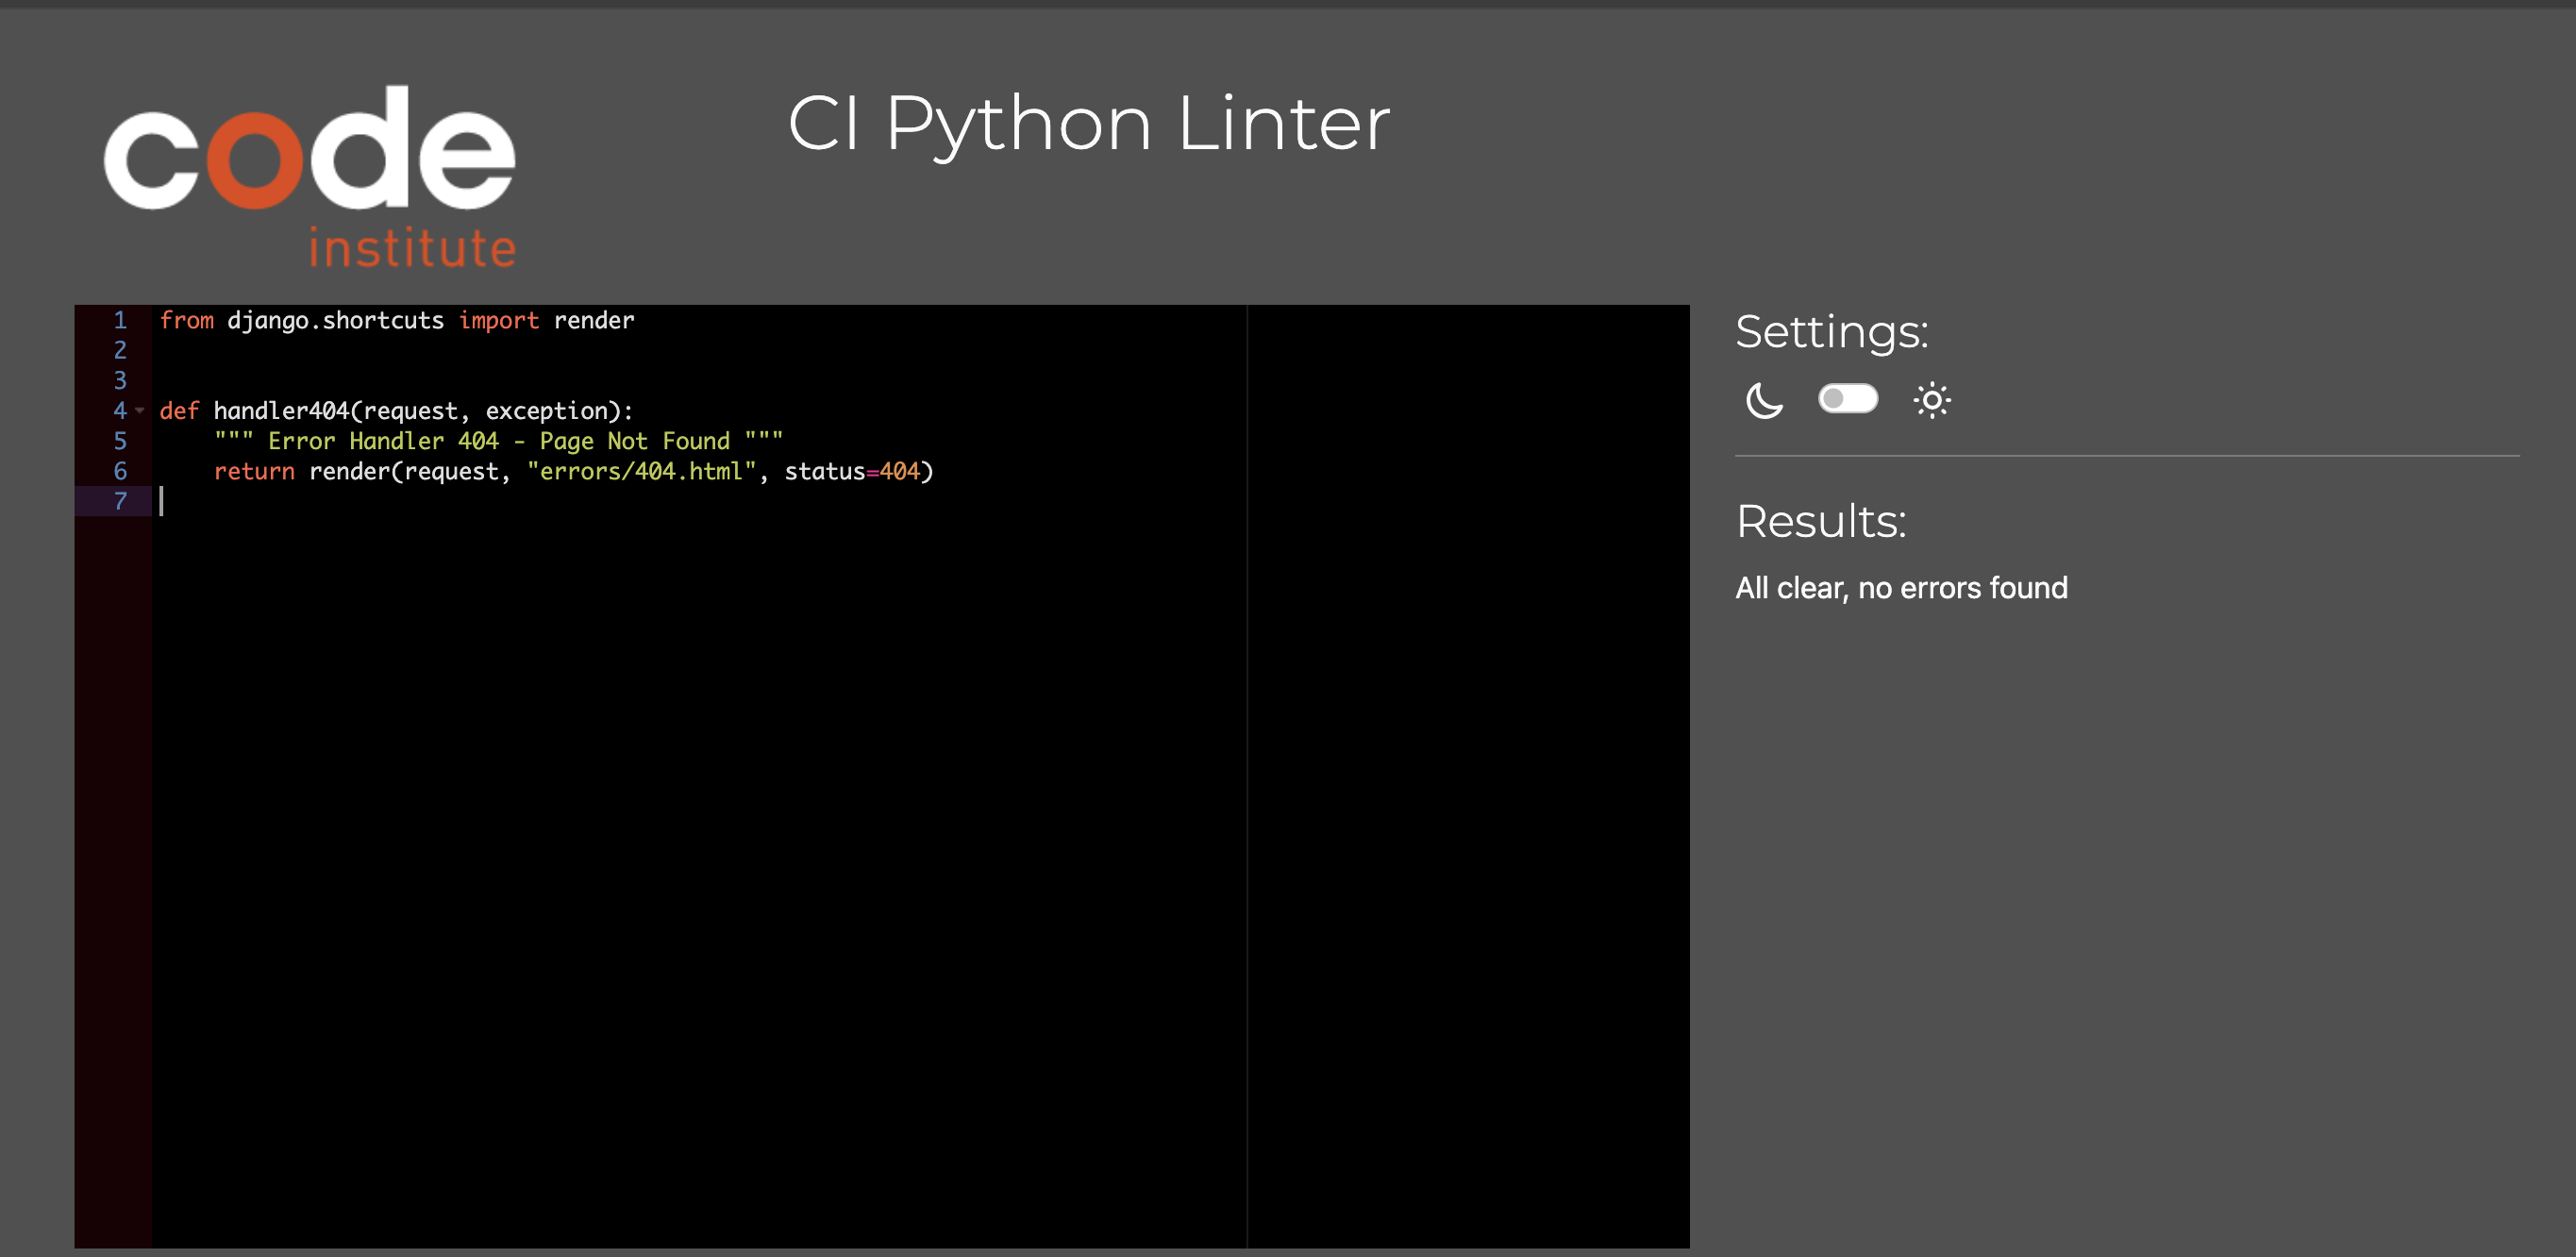 code
institute
CI Python Linter
1 from django.shortcuts import render
2
3
4 def handler404(request, exception):
5     """ Error Handler 404 - Page Not Found """
6     return render(request, "errors/404.html", status=404)
7
Settings:
Results:
All clear, no errors found